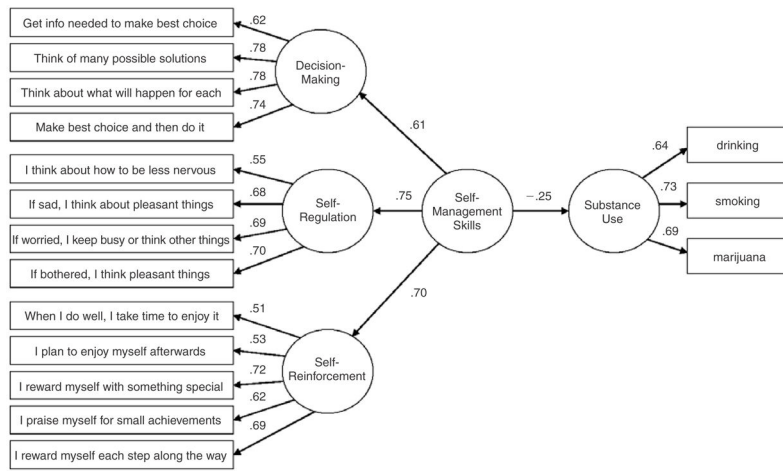 Get info needed to make best choice
.62
Think of many possible solutions
.78
Think about what will happen for each
.78
Make best choice and then do it
.74
Decision-
Making
.61
I think about how to be less nervous
.55
If sad, I think about pleasant things
.68
If worried, I keep busy or think other things
.69
If bothered, I think pleasant things
.70
Self-
Regulation
.75
Self-
Management
Skills
−.25
Substance
Use
.64
drinking
.73
smoking
.69
marijuana
.70
When I do well, I take time to enjoy it
.51
I plan to enjoy myself afterwards
.53
I reward myself with something special
.72
I praise myself for small achievements
.62
I reward myself each step along the way
.69
Self-
Reinforcement